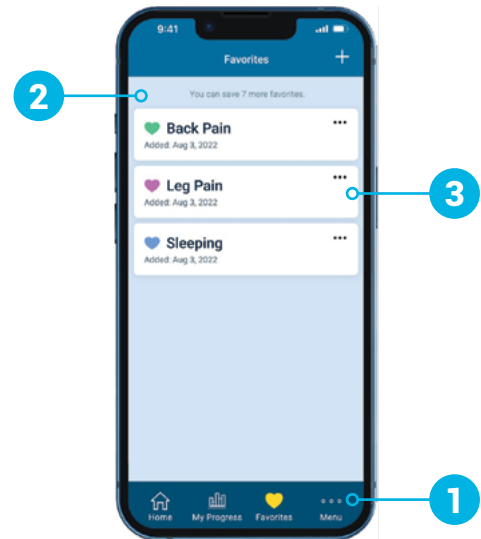 9:41
Favorites
+
2
You can save 7 more favorites.
Back Pain
Added: Aug 3, 2022
Leg Pain
Added: Aug 3, 2022
3
Sleeping
Added: Aug 3, 2022
Home My Progress Favorites Menu
1